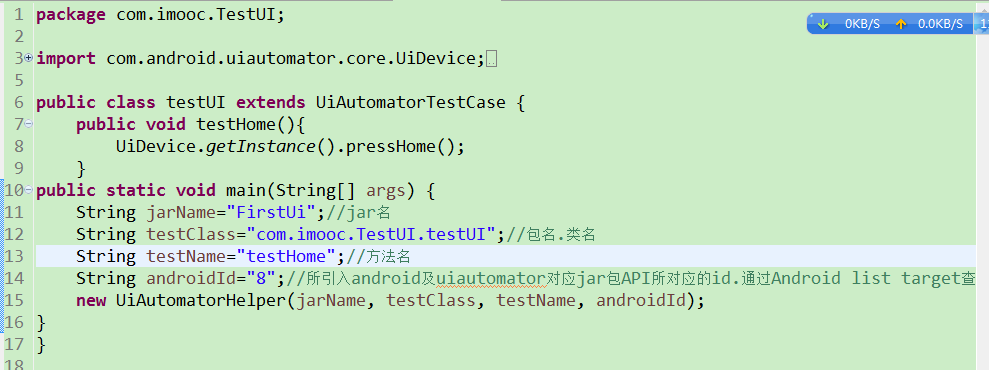 1 package com.imooc.TestUI;
2
3 import com.android.uiautomator.core.UiDevice;
5
6 public class testUI extends UiAutomatorTestCase {
7 public void testHome(){
8 UiDevice.getInstance().pressHome();
9 }
10 public static void main(String[] args) {
11 String jarName="FirstUi";//jar名
12 String testClass="com.imooc.TestUI.testUI";//包名.类名
13 String testName="testHome";//方法名
14 String androidId="8";//所引入android及uiautomator对应jar包API所对应的id.通过Android list target查
15 new UiAutomatorHelper(jarName, testClass, testName, androidId);
16 }
17 }
18
0KB/S 0.0KB/S 1